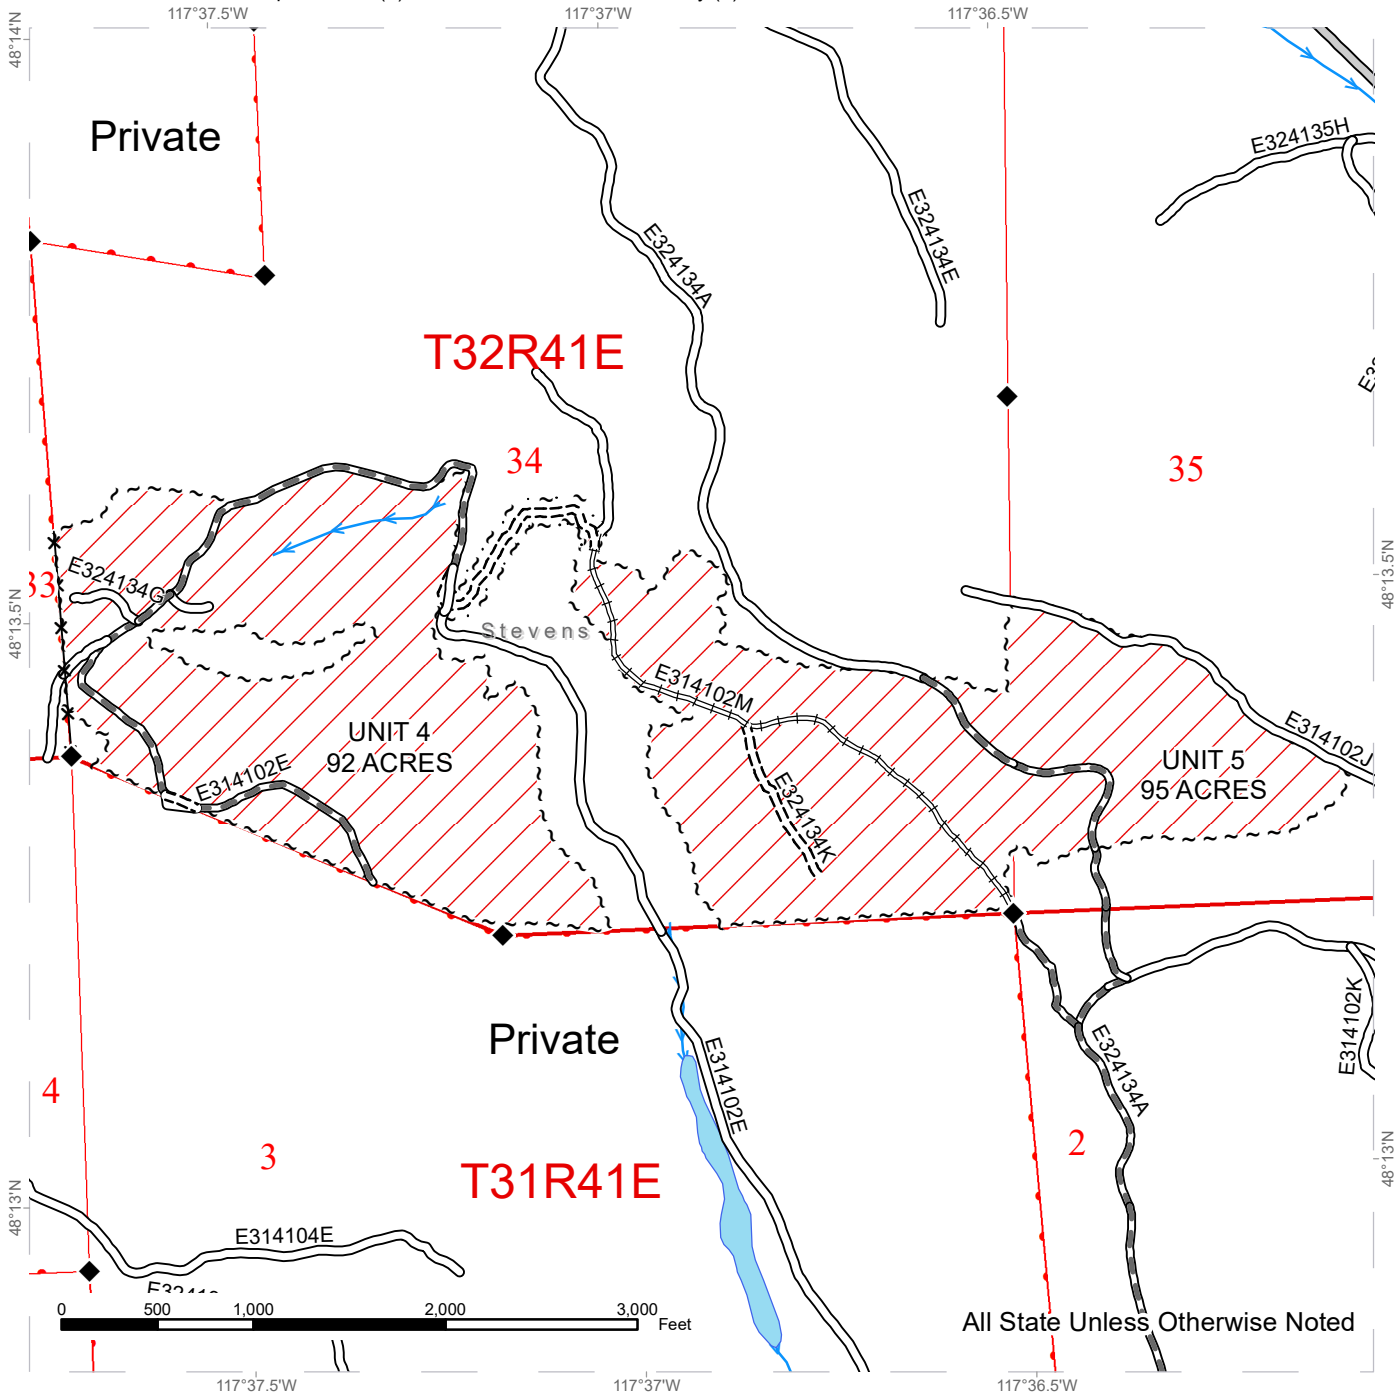 117°37.5'W
117°37'W
117°36.5'W
48°14'N
Private
E324135H
E324134E
E324134A
T32R41E
34
35
48°13.5'N
48°13.5'N
33
E324134G
Stevens
E314102M
UNIT 4
92 ACRES
UNIT 5
95 ACRES
E314102J
E314102E
E324134K
Private
E314102K
E314102E
E324134A
4
3
2
T31R41E
48°13'N
48°13'N
E314104E
0
500
1,000
2,000
3,000
Feet
All State Unless Otherwise Noted
117°37.5'W
117°37'W
117°36.5'W